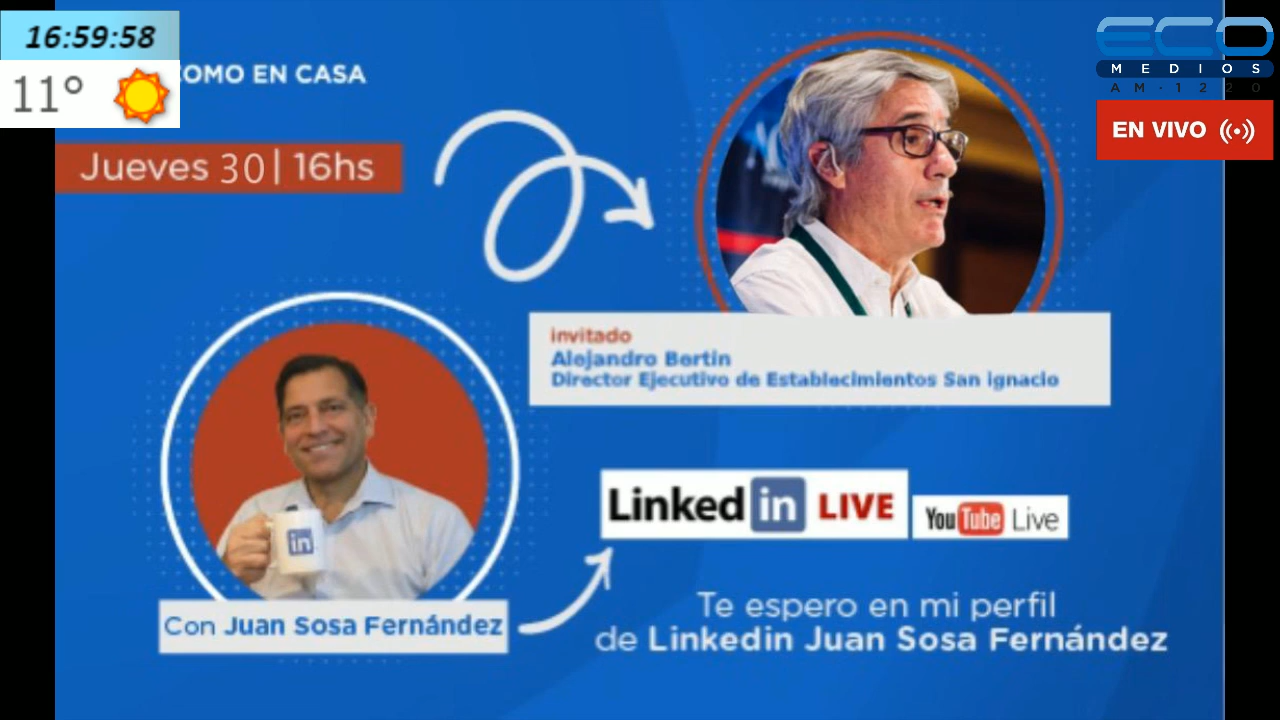 16:59:58
11°
COMO EN CASA
Jueves 30 | 16hs
ECO
MEDIOS
AM·1220
EN VIVO
invitado
Alejandro Bertin
Director Ejecutivo de Establecimientos San ignacio
in
Linked in LIVE
YouTube Live
Con Juan Sosa Fernández
Te espero en mi perfil
de Linkedin Juan Sosa Fernández